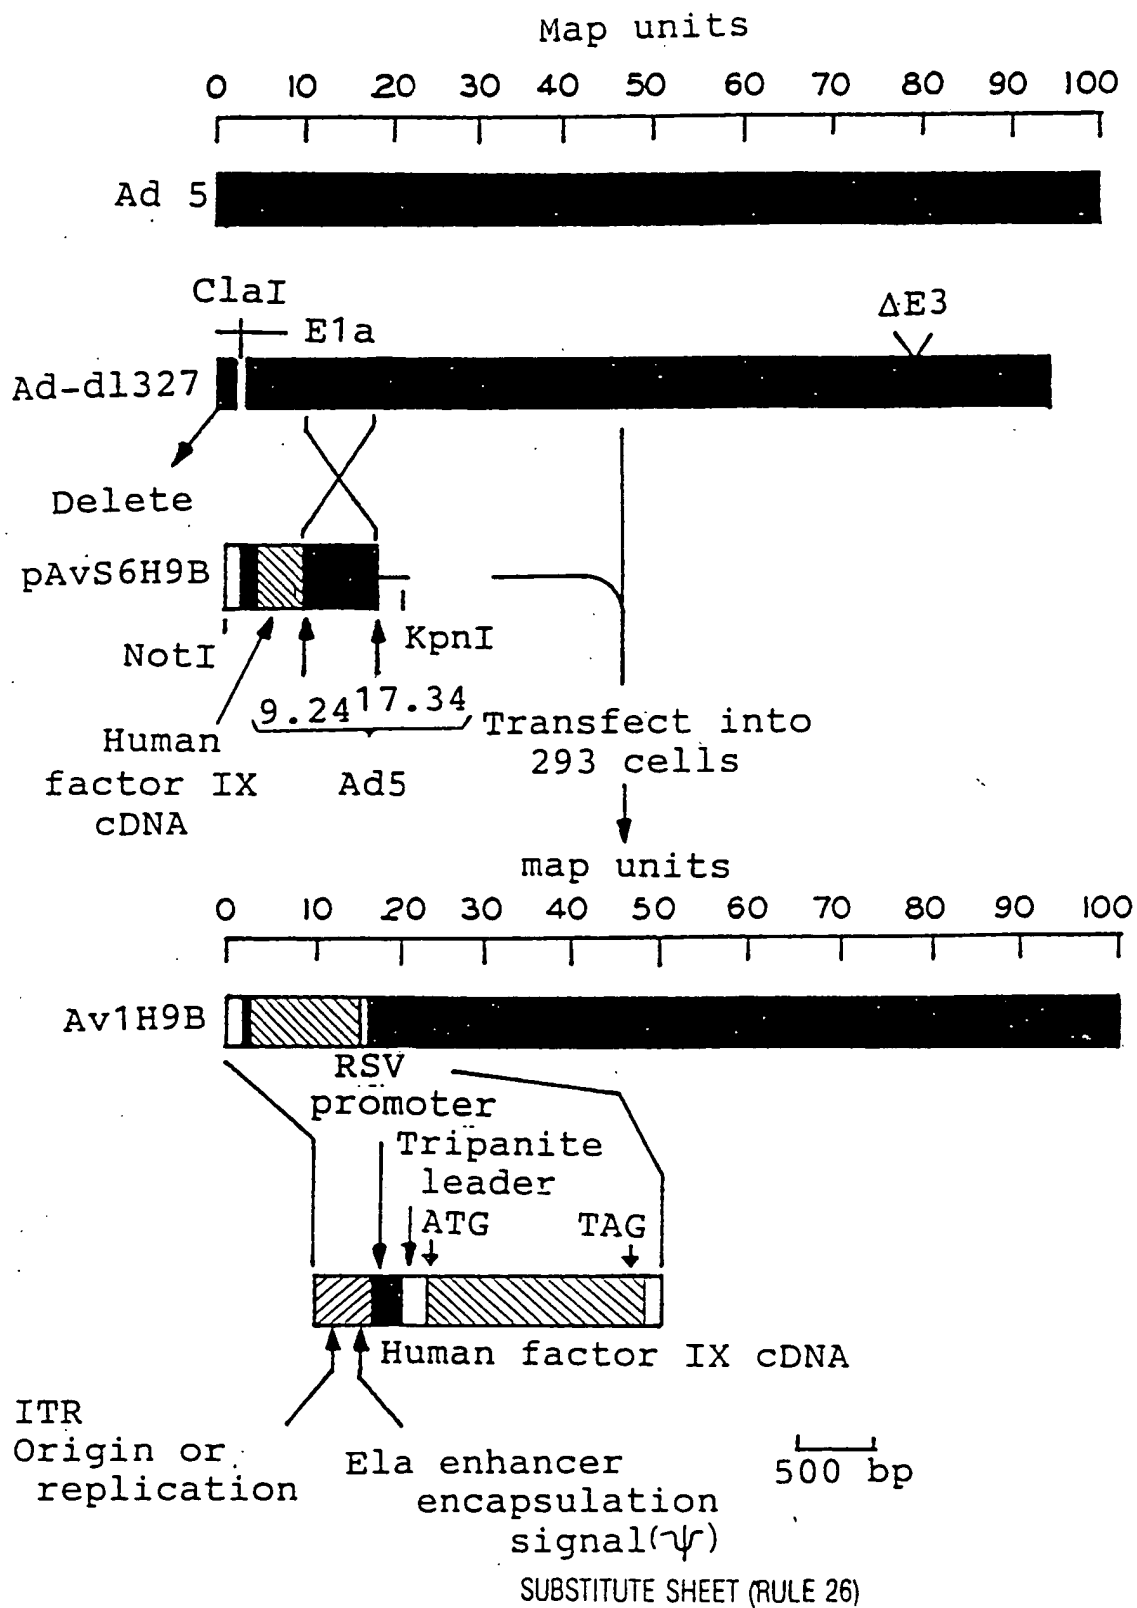 Map units
0 10 20 30 40 50 60 70 80 90 100
Ad 5
ClaI
E1a
ΔE3
Ad-dl327
Delete
pAvS6H9B
NotI
KpnI
9.24 17.34
Human
factor IX
cDNA
Ad5
Transfect into
293 cells
map units
0 10 20 30 40 50 60 70 80 90 100
Av1H9B
RSV
promoter
Tripanite
leader
ATG
TAG
Human factor IX cDNA
ITR
Origin or
replication
Ela enhancer
encapsulation
signal(ψ)
500 bp
SUBSTITUTE SHEET (RULE 26)